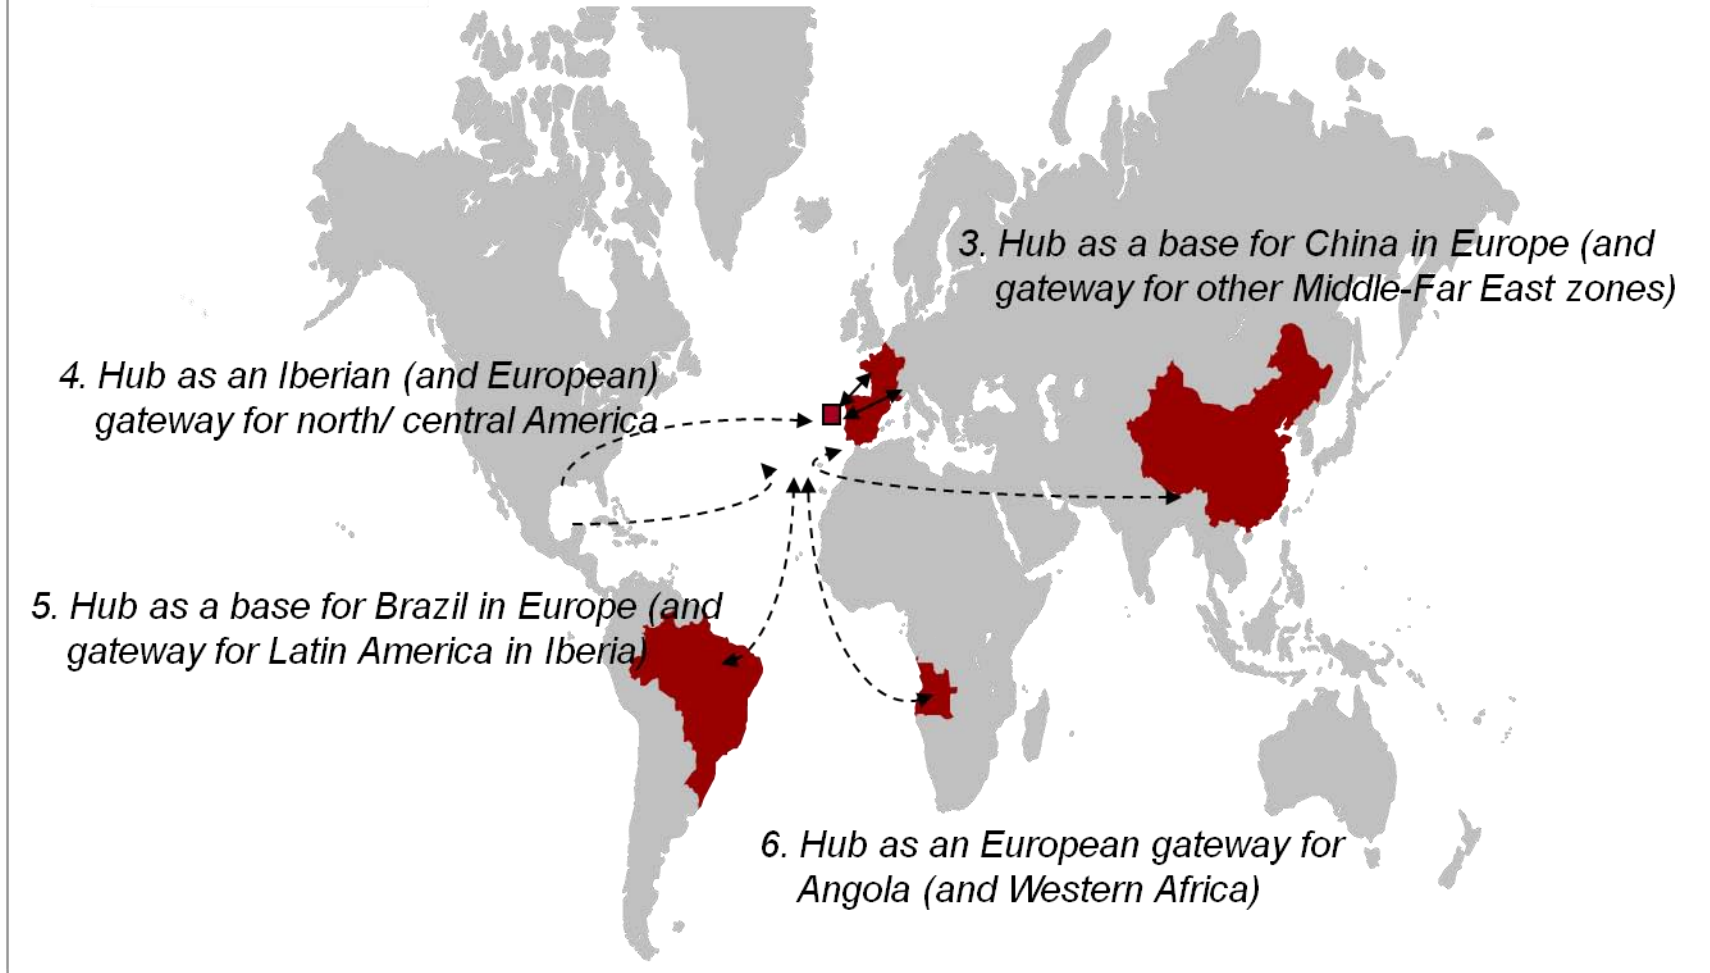 3. Hub as a base for China in Europe (and
gateway for other Middle-Far East zones)
4. Hub as an Iberian (and European)
gateway for north/ central America
5. Hub as a base for Brazil in Europe (and
gateway for Latin America in Iberia)
6. Hub as an European gateway for
Angola (and Western Africa)